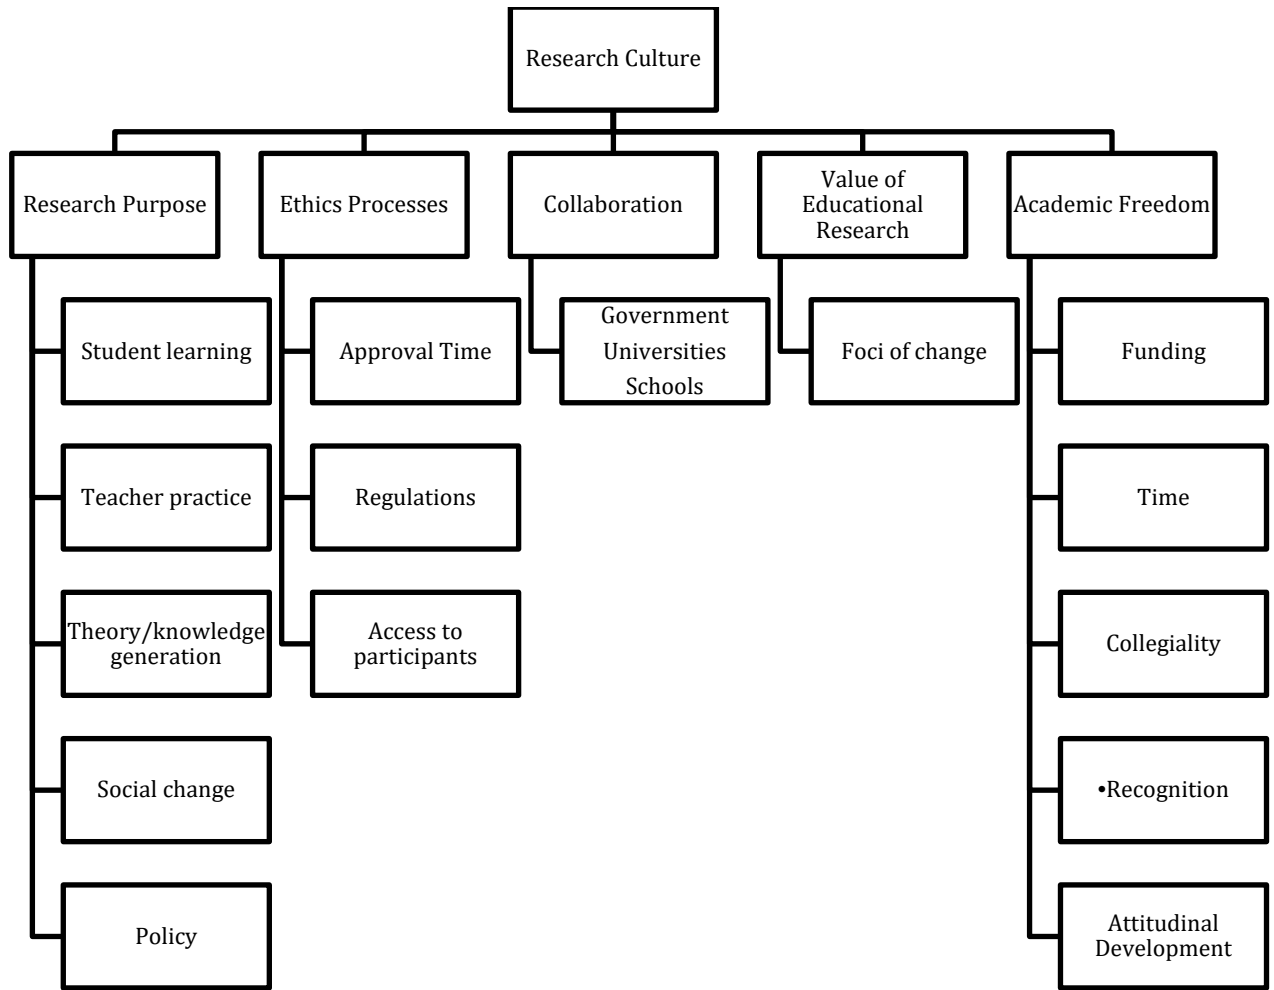 Research Culture
Research Purpose
Ethics Processes
Collaboration
Value of
Educational
Research
Academic Freedom
Student learning
Approval Time
Government
Universities
Schools
Foci of change
Funding
Teacher practice
Regulations
Time
Theory/knowledge
generation
Access to
participants
Collegiality
Social change
•Recognition
Policy
Attitudinal
Development